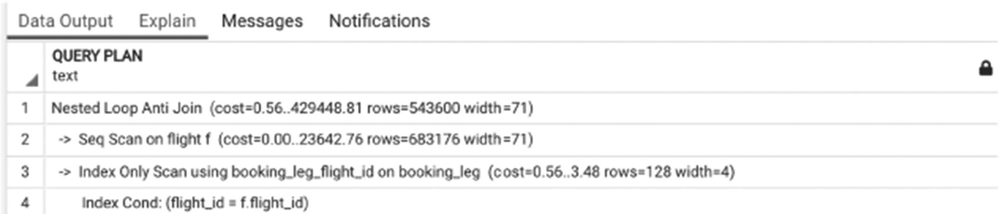 Data Output Explain Messages Notifications
QUERY PLAN
text
1 Nested Loop Anti Join (cost=0.56..429448.81 rows=543600 width=71)
2 -> Seq Scan on flight f (cost=0.00..23642.76 rows=683176 width=71)
3 -> Index Only Scan using booking_leg_flight_id on booking_leg (cost=0.56..3.48 rows=128 width=4)
4 Index Cond: (flight_id = f.flight_id)